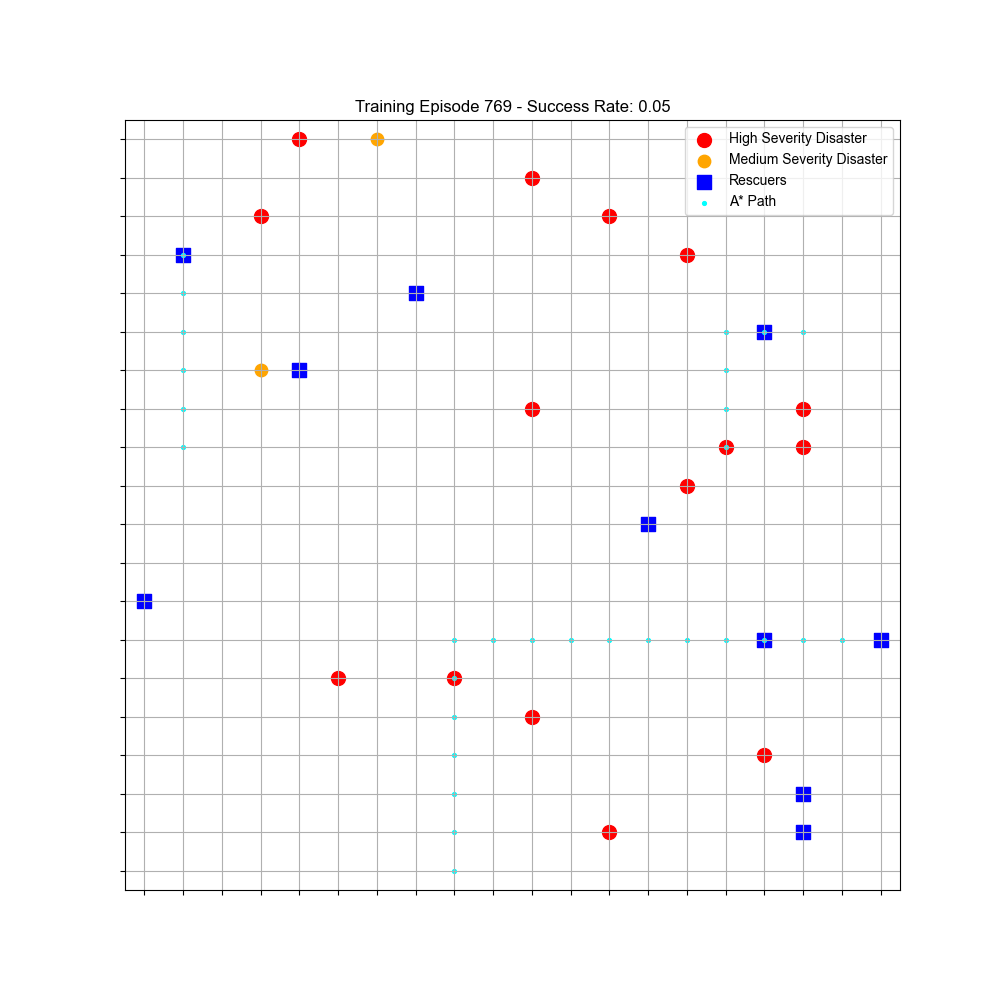 Training Episode 769 - Success Rate: 0.05
High Severity Disaster
Medium Severity Disaster
Rescuers
A* Path